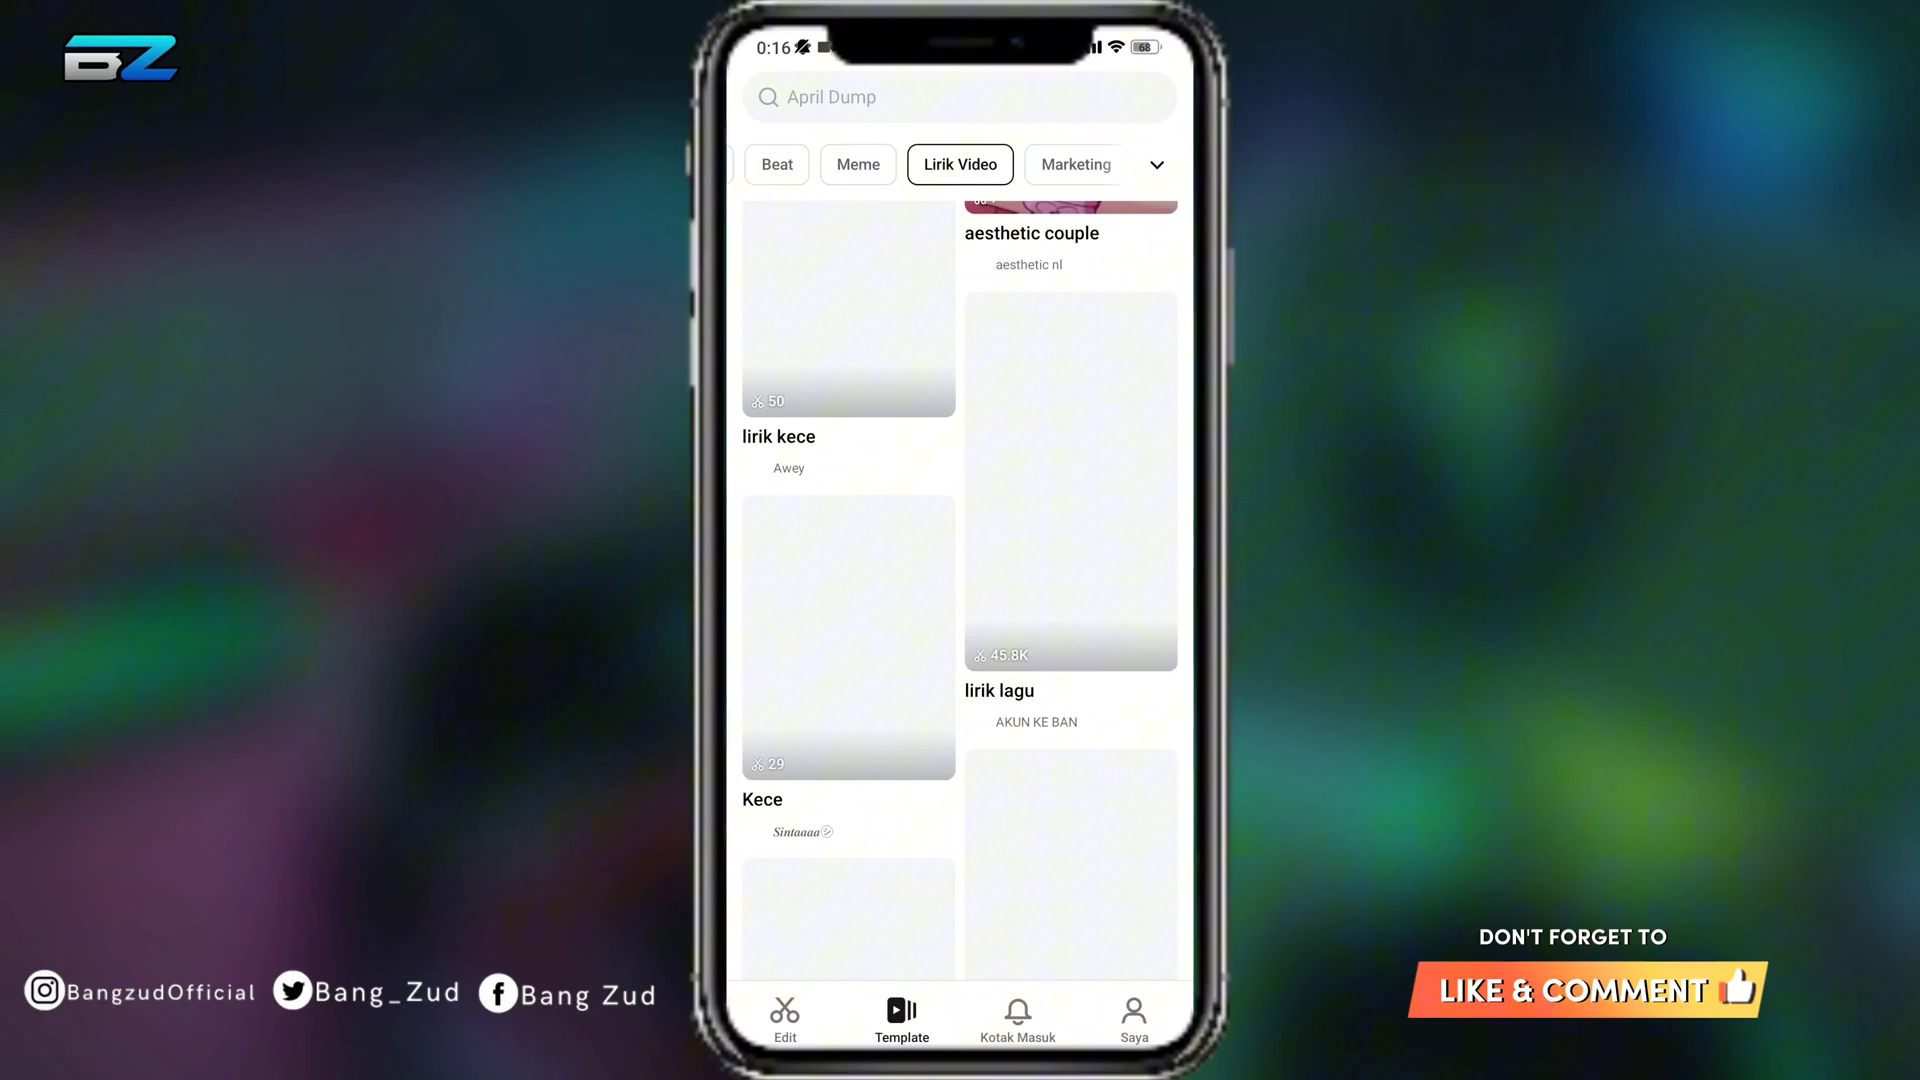 BZ
0:16
68
April Dump
Beat
Meme
Lirik Video
Marketing
aesthetic couple
aesthetic nl
50
lirik kece
Awey
45.8K
lirik lagu
AKUN KE BAN
29
Kece
Sintaaaa
Edit
Template
Kotak Masuk
Saya
BangzudOfficial
Bang_Zud
Bang Zud
DON'T FORGET TO
LIKE & COMMENT